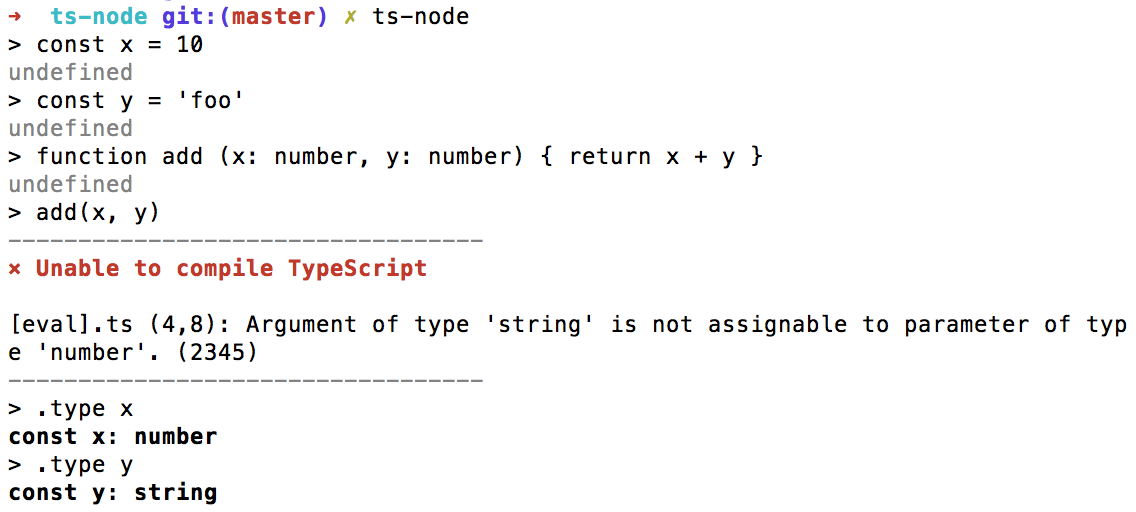 → ts-node git:(master) ✗ ts-node
> const x = 10
undefined
> const y = 'foo'
undefined
> function add (x: number, y: number) { return x + y }
undefined
> add(x, y)
----------------------------------
× Unable to compile TypeScript
[eval].ts (4,8): Argument of type 'string' is not assignable to parameter of typ
e 'number'. (2345)
----------------------------------
> .type x
const x: number
> .type y
const y: string